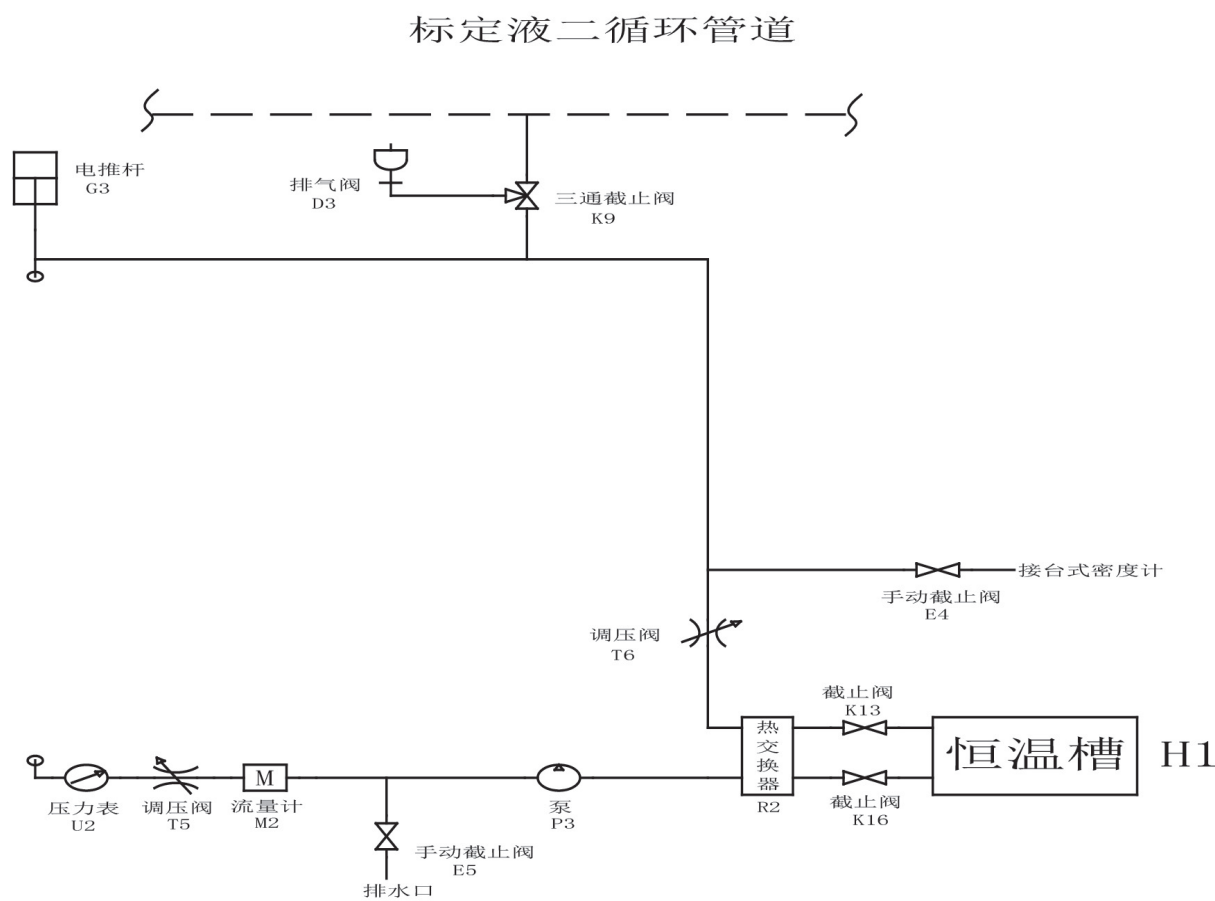 标定液二循环管道
电推杆
G3
排气阀
D3
三通截止阀
K9
接台式密度计
手动截止阀
E4
调压阀
T6
截止阀
K13
热交换器
R2
恒温槽
H1
截止阀
K16
压力表
U2
调压阀
T5
M
流量计
M2
泵
P3
手动截止阀
E5
排水口